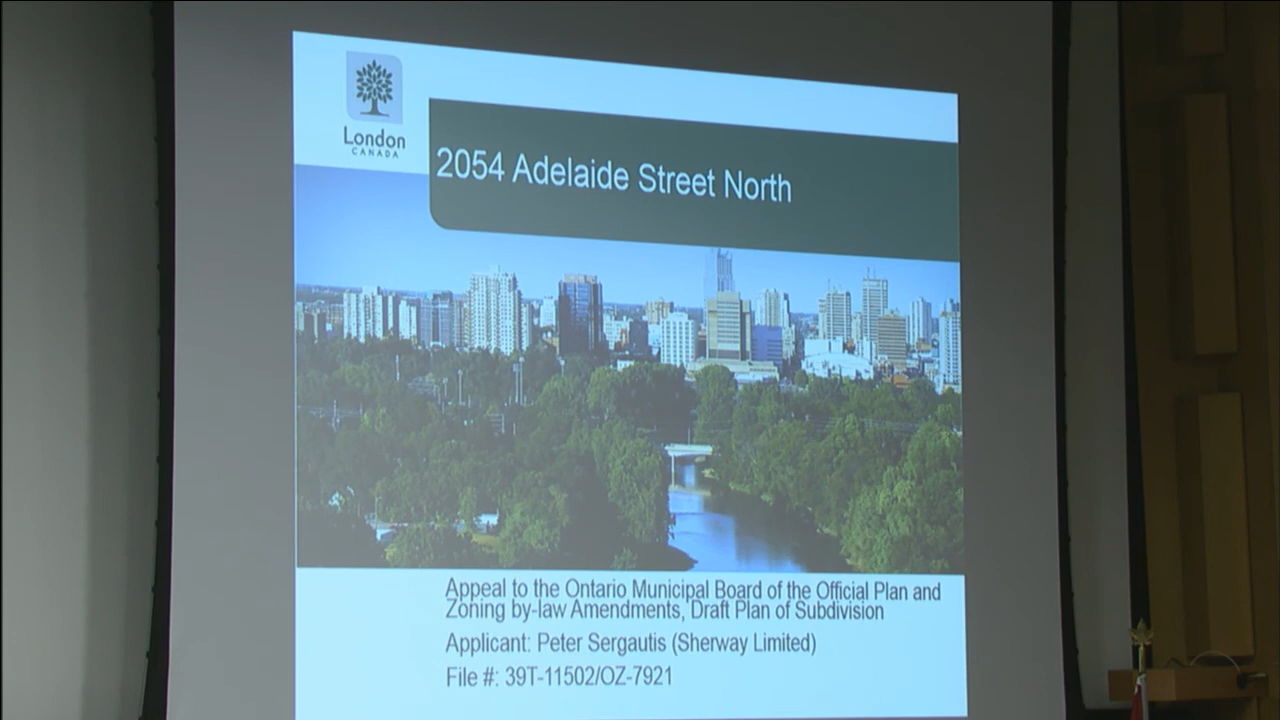 London
CANADA
2054 Adelaide Street North
Appeal to the Ontario Municipal Board of the Official Plan and
Zoning by-law Amendments, Draft Plan of Subdivision
Applicant: Peter Sergautis (Sherway Limited)
File #: 39T-11502/OZ-7921